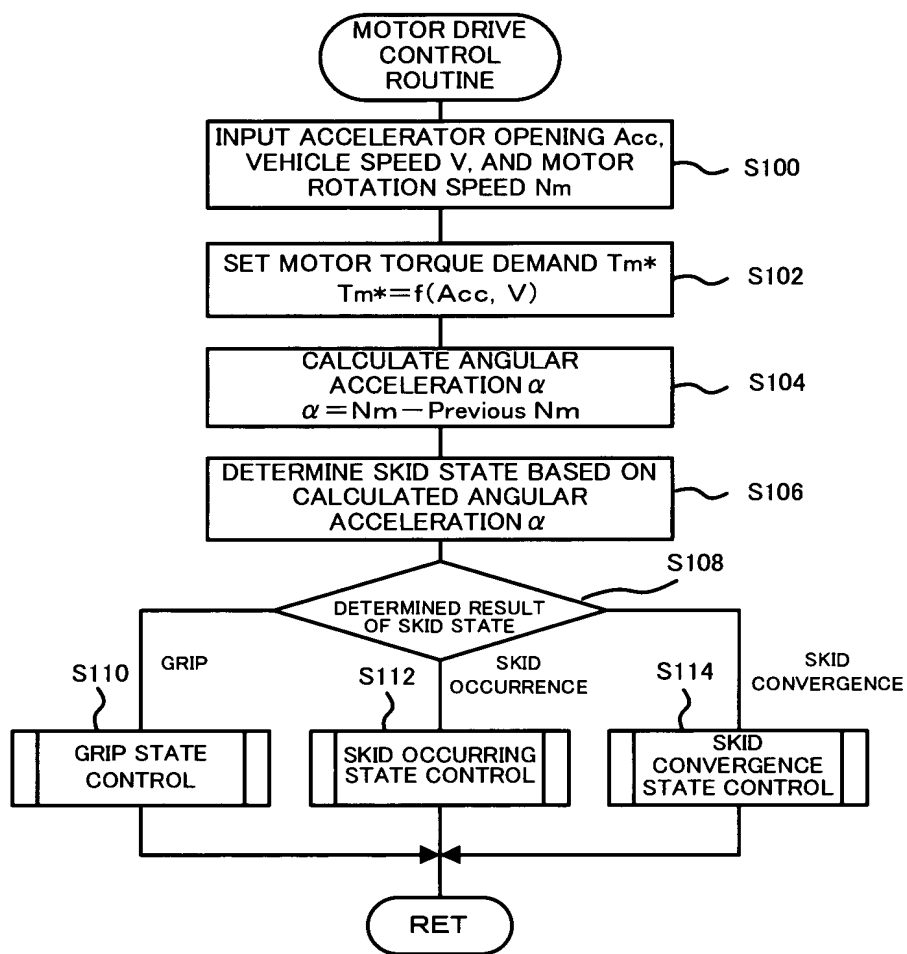 MOTOR DRIVE
CONTROL
ROUTINE
INPUT ACCELERATOR OPENING Acc,
VEHICLE SPEED V, AND MOTOR
ROTATION SPEED Nm
S100
SET MOTOR TORQUE DEMAND Tm*
Tm*=f(Acc, V)
S102
CALCULATE ANGULAR
ACCELERATION α
α=Nm−Previous Nm
S104
DETERMINE SKID STATE BASED ON
CALCULATED ANGULAR
ACCELERATION α
S106
S108
DETERMINED RESULT
OF SKID STATE
GRIP
SKID
OCCURRENCE
SKID
CONVERGENCE
S110
S112
S114
GRIP STATE
CONTROL
SKID OCCURRING
STATE CONTROL
SKID
CONVERGENCE
STATE CONTROL
RET